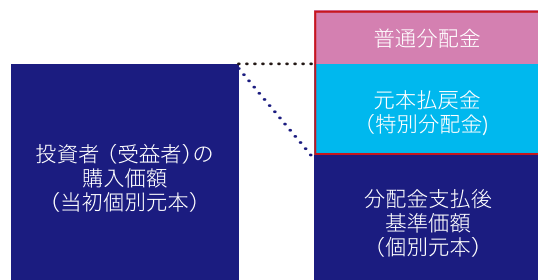 普通分配金
元本払戻金
（特別分配金）
投資者（受益者）の
購入価額
（当初個別元本）
分配金支払後
基準価額
（個別元本）